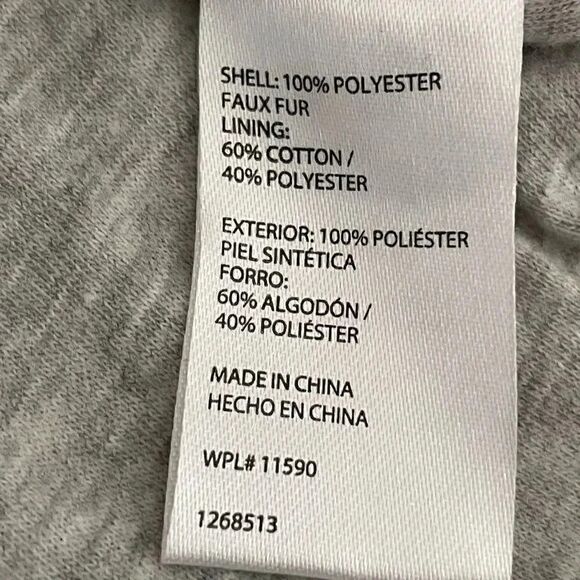 SHELL: 100% POLYESTER
FAUX FUR
LINING:
60% COTTON /
40% POLYESTER
EXTERIOR: 100% POLIÉSTER
PIEL SINTÉTICA
FORRO:
60% ALGODÓN /
40% POLIÉSTER
MADE IN CHINA
HECHO EN CHINA
WPL# 11590
1268513